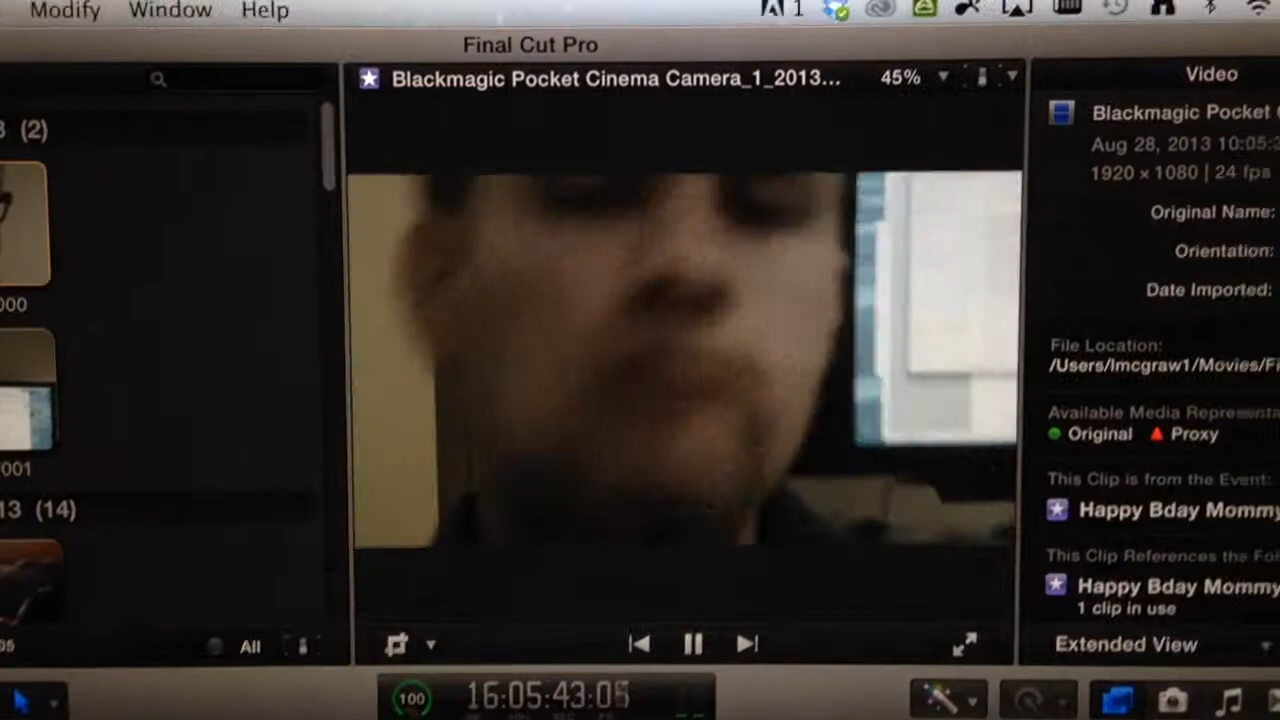 Modify Window Help
1
Final Cut Pro
Blackmagic Pocket Cinema Camera_1_2013... 45%
Video
(2)
Blackmagic Pocket
Aug 28, 2013 10:05:
1920 × 1080 | 24 fps
Original Name:
Orientation:
Date Imported:
000
File Location:
/Users/lmcgraw1/Movies/Fi
Available Media Representa
Original Proxy
001
This Clip is from the Event:
Happy Bday Mommy
13 (14)
This Clip References the Fol
Happy Bday Mommy
1 clip in use
05 All
Extended View
100 16:05:43:05